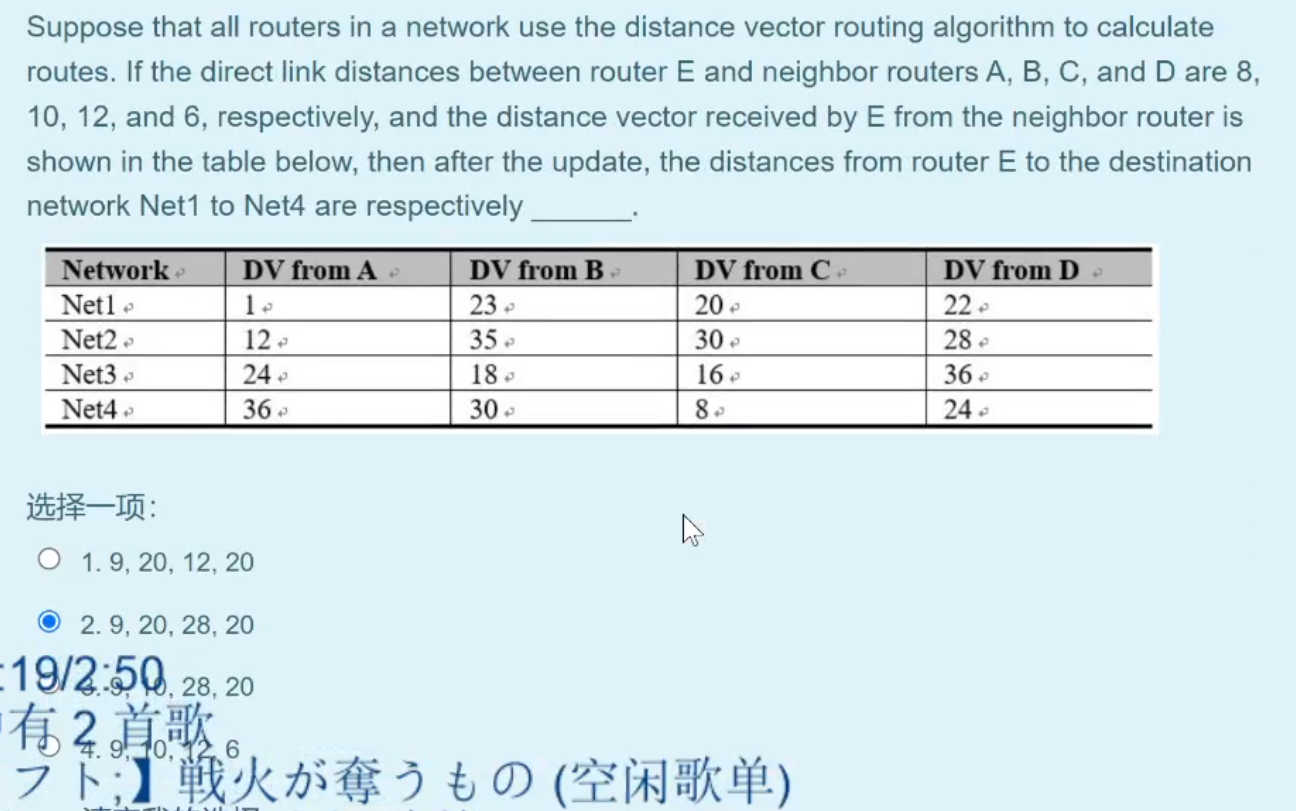 Suppose that all routers in a network use the distance vector routing algorithm to calculate
routes. If the direct link distances between router E and neighbor routers A, B, C, and D are 8,
10, 12, and 6, respectively, and the distance vector received by E from the neighbor router is
shown in the table below, then after the update, the distances from router E to the destination
network Net1 to Net4 are respectively _______.
Network DV from A DV from B DV from C DV from D
Net1 1 23 20 22
Net2 12 35 30 28
Net3 24 18 16 36
Net4 36 30 8 24
选择一项:
1. 9, 20, 12, 20
2. 9, 20, 28, 20
:19/2:50
3. 9, 10, 28, 20
有 2 首歌
4. 9, 10, 12, 6
フト;】戦火が奪うもの (空闲歌单)